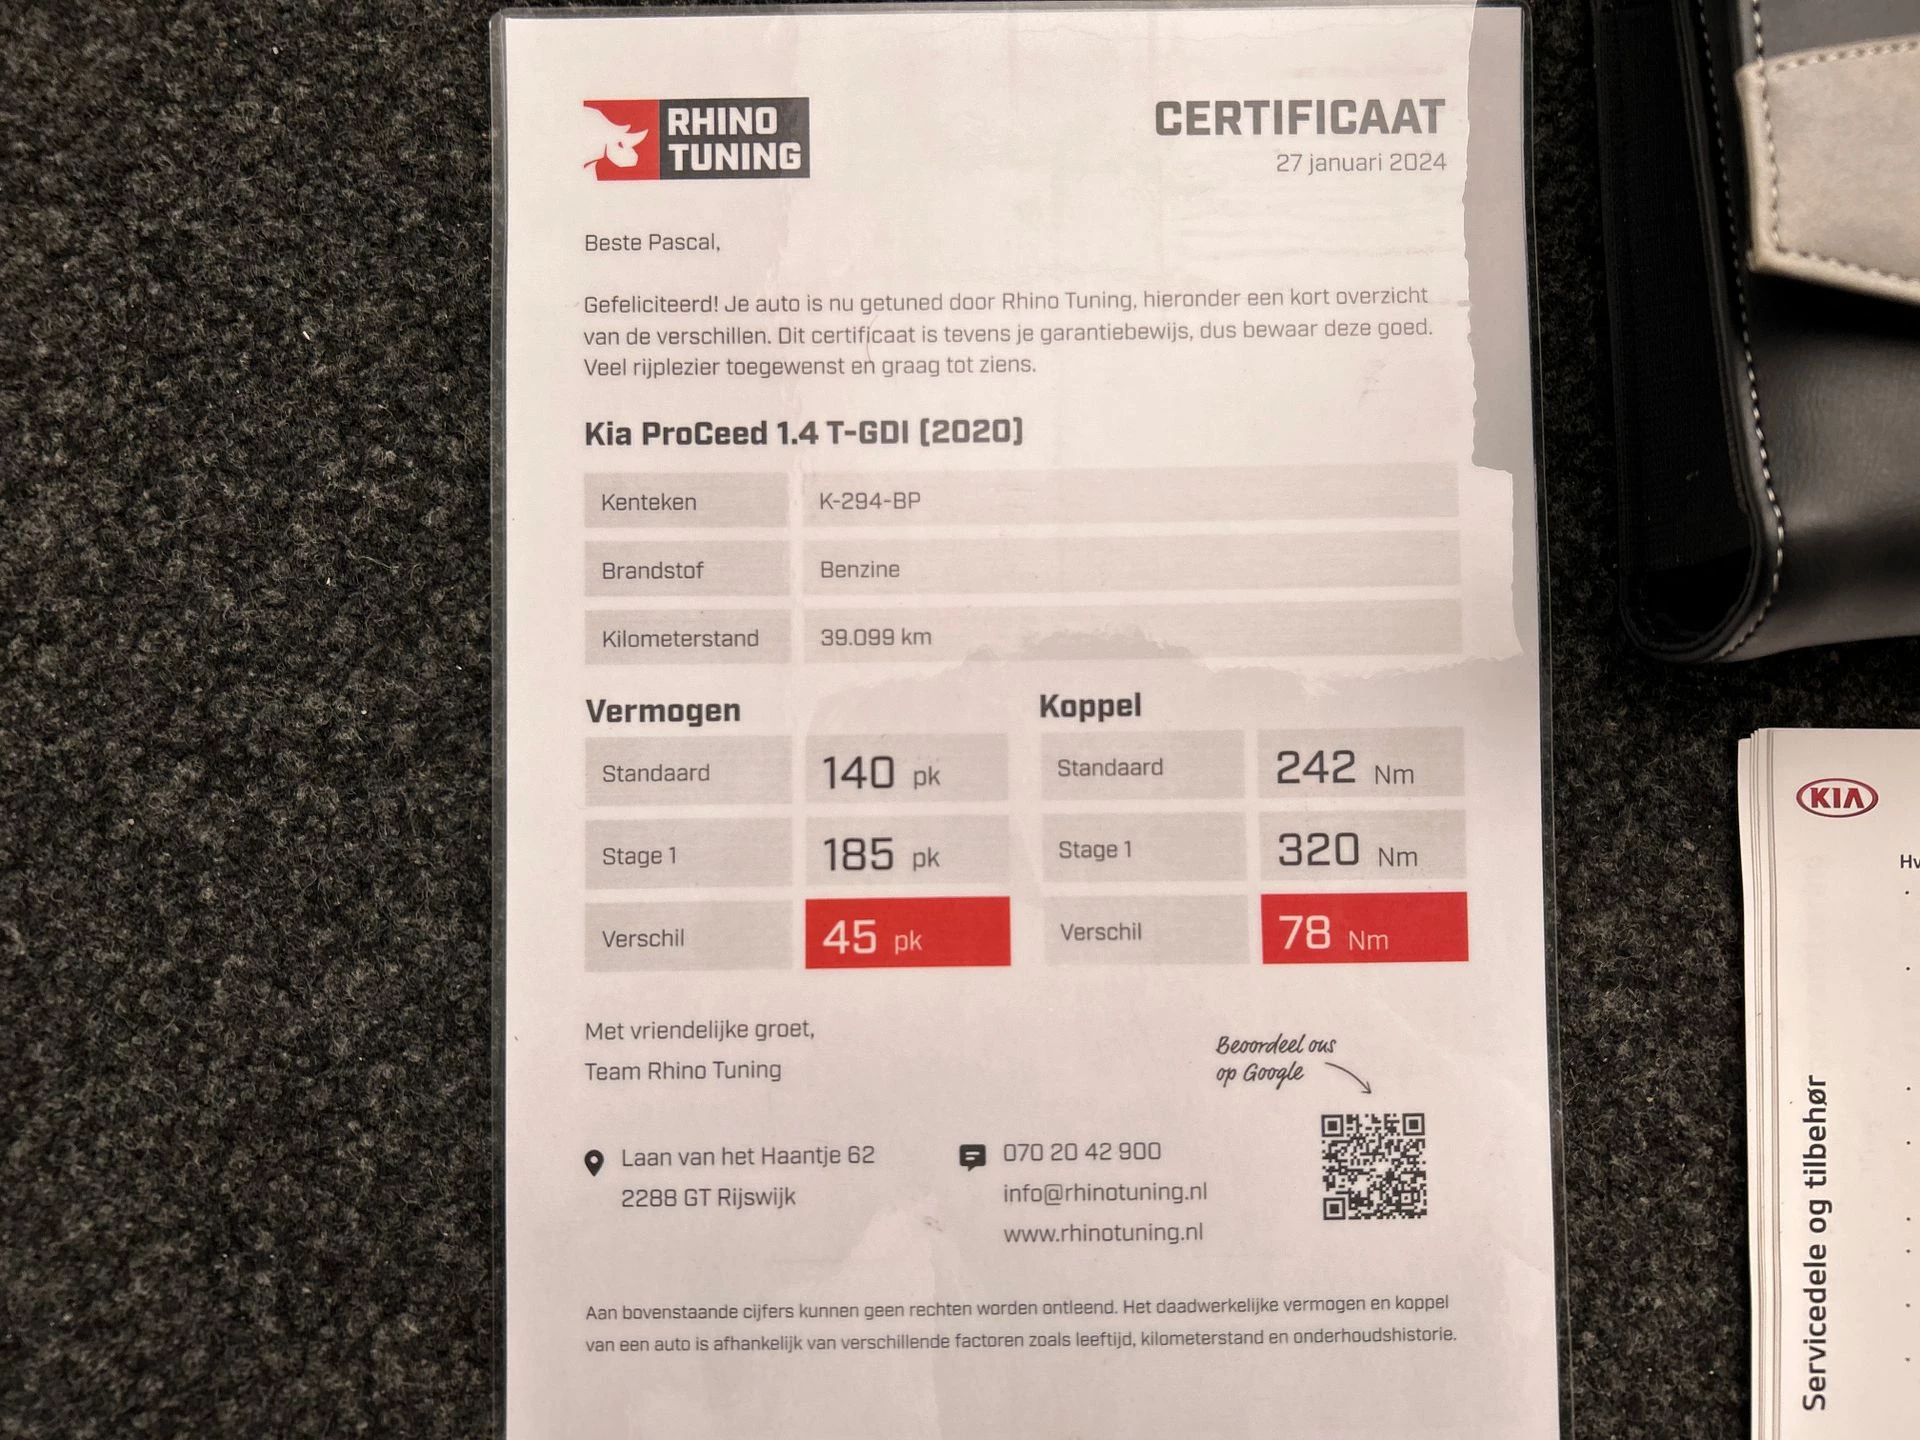 RHINO
TUNING
CERTIFICAAT
27 januari 2024
Beste Pascal,
Gefeliciteerd! Je auto is nu getuned door Rhino Tuning, hieronder een kort overzicht
van de verschillen. Dit certificaat is tevens je garantiebewijs, dus bewaar deze goed.
Veel rijplezier toegewenst en graag tot ziens.
Kia ProCeed 1.4 T-GDI (2020)
Kenteken K-294-BP
Brandstof Benzine
Kilometerstand 39.099 km
Vermogen
Standaard 140 pk
Stage 1 185 pk
Verschil 45 pk
Koppel
Standaard 242 Nm
Stage 1 320 Nm
Verschil 78 Nm
Met vriendelijke groet,
Team Rhino Tuning
Beoordeel ons
op Google
Laan van het Haantje 62
2288 GT Rijswijk
070 20 42 900
info@rhinotuning.nl
www.rhinotuning.nl
Aan bovenstaande cijfers kunnen geen rechten worden ontleend. Het daadwerkelijke vermogen en koppel
van een auto is afhankelijk van verschillende factoren zoals leeftijd, kilometerstand en onderhoudshistorie.
KIA
Servicedele og tilbehør